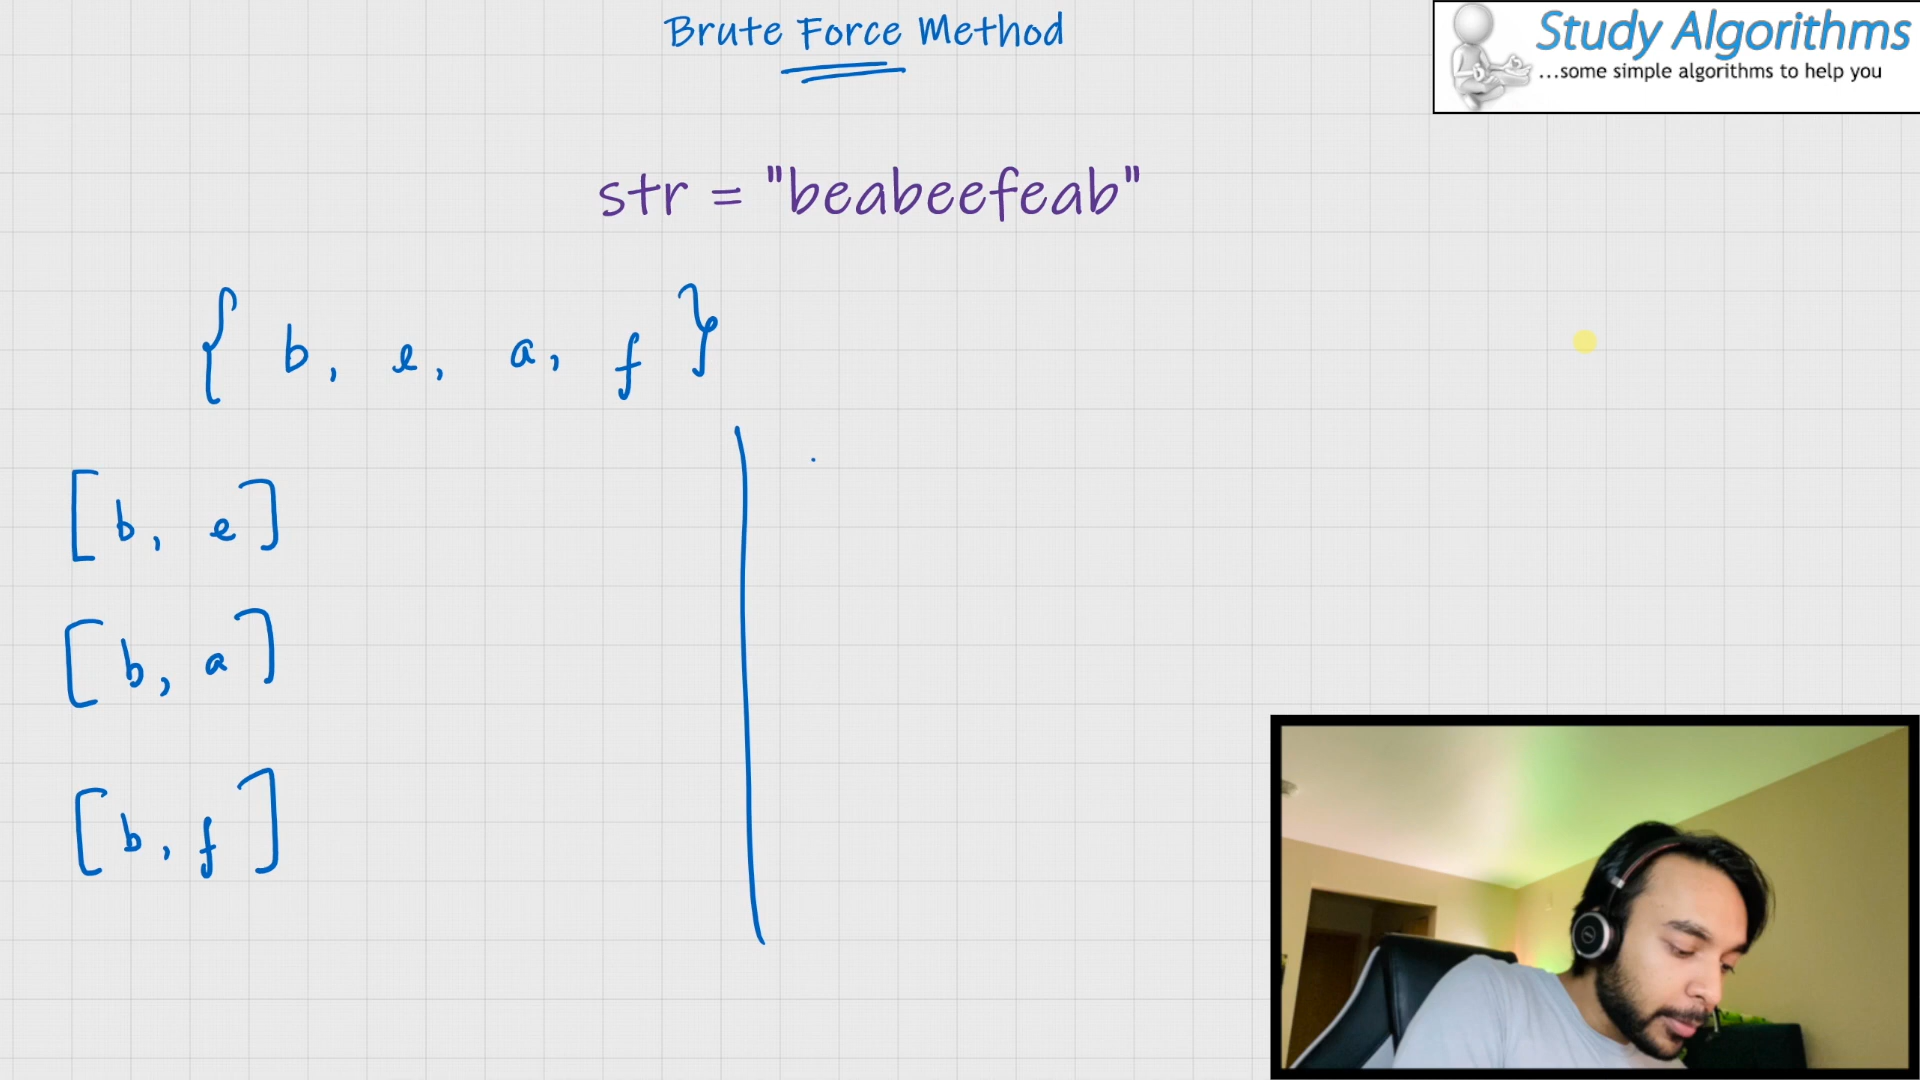 Brute Force Method
Study Algorithms
...some simple algorithms to help you
str = "beabeefeab"
{ b, e, a, f }
[b, e]
[b, a]
[b, f]